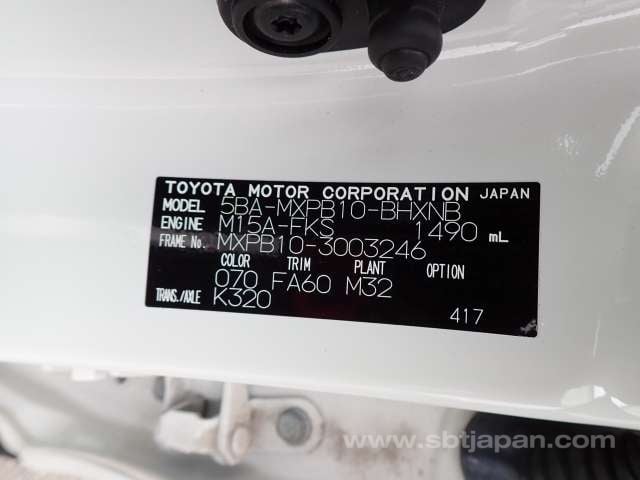 TOYOTA MOTOR CORPORATION JAPAN
MODEL 5BA-MXPB10-BHXNB
ENGINE M15A-FKS 1490 mL
FRAME No. MXPB10-3003246
COLOR TRIM PLANT OPTION
070 FA60 M32
TRANS./AXLE K320
417
www.sbtjapan.com